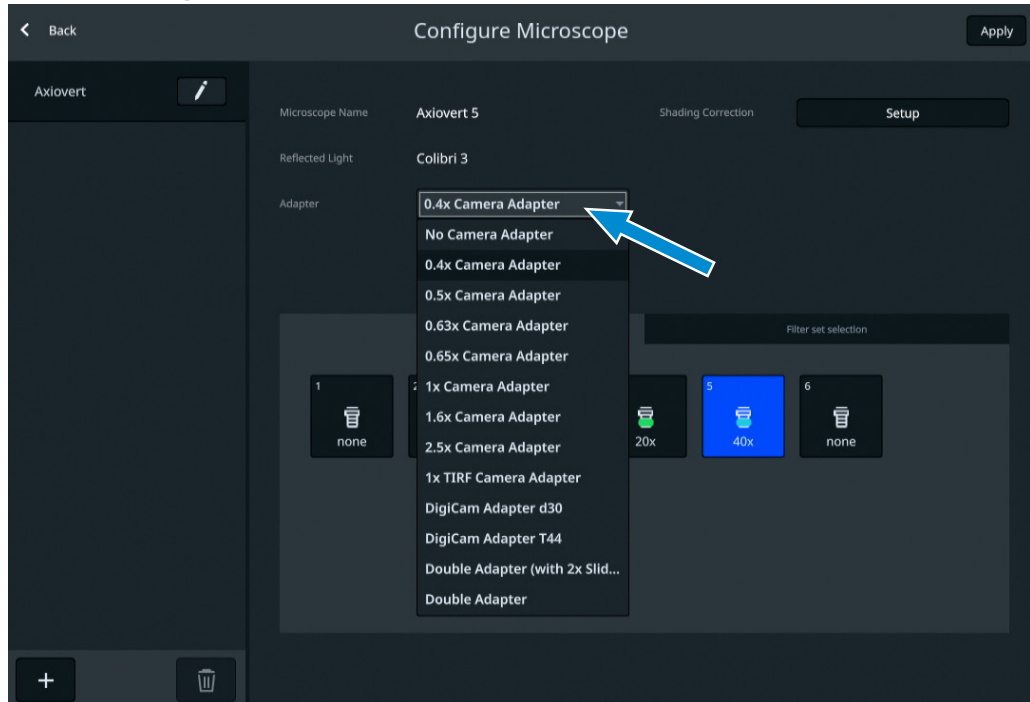 Back
Configure Microscope
Apply
Axiovert
Microscope Name
Axiovert 5
Shading Correction
Setup
Reflected Light
Colibri 3
Adapter
0.4x Camera Adapter
No Camera Adapter
0.4x Camera Adapter
0.5x Camera Adapter
0.63x Camera Adapter
0.65x Camera Adapter
1x Camera Adapter
1.6x Camera Adapter
2.5x Camera Adapter
1x TIRF Camera Adapter
DigiCam Adapter d30
DigiCam Adapter T44
Double Adapter (with 2x Slid...
Double Adapter
Filter set selection
1
none
20x
5
40x
6
none
+